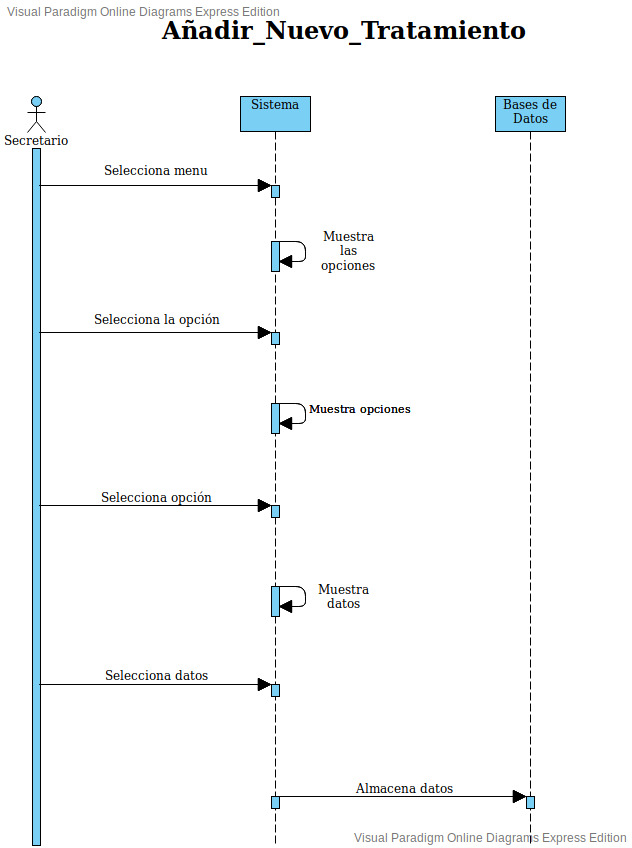 Visual Paradigm Online Diagrams Express Edition
Añadir_Nuevo_Tratamiento
Secretario
Sistema
Bases de
Datos
Selecciona menu
Muestra
las
opciones
Selecciona la opción
Muestra opciones
Selecciona opción
Muestra
datos
Selecciona datos
Almacena datos
Visual Paradigm Online Diagrams Express Edition